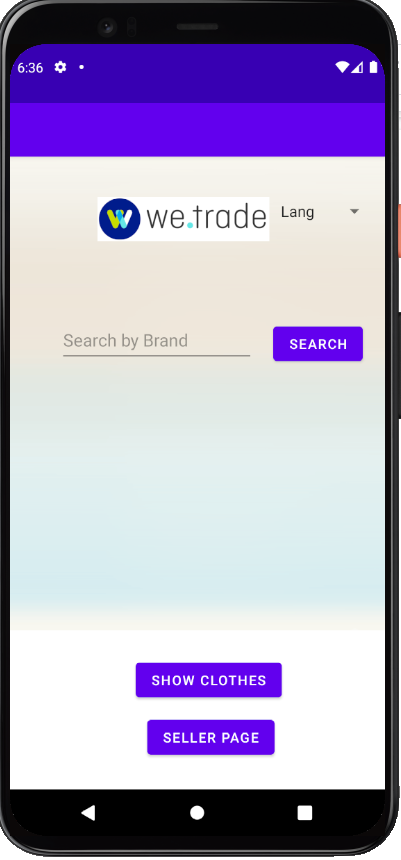 6:36
we.trade
Lang
Search by Brand
SEARCH
SHOW CLOTHES
SELLER PAGE